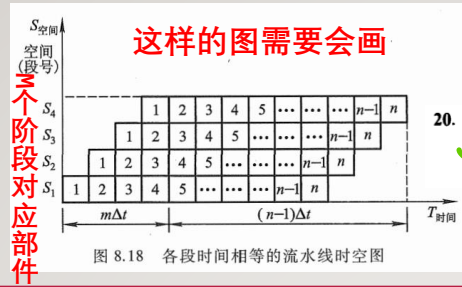 S空间
空间
(段号)
这样的图需要会画
M个阶段对应部件
S4 1 2 3 4 5 ··· ··· ··· n−1 n
S3 1 2 3 4 5 ··· ··· ··· n−1 n
S2 1 2 3 4 5 ··· ··· ··· n−1 n
S1 1 2 3 4 5 ··· ··· ··· n−1 n
T时间
mΔt (n−1)Δt
图 8.18 各段时间相等的流水线时空图
20.